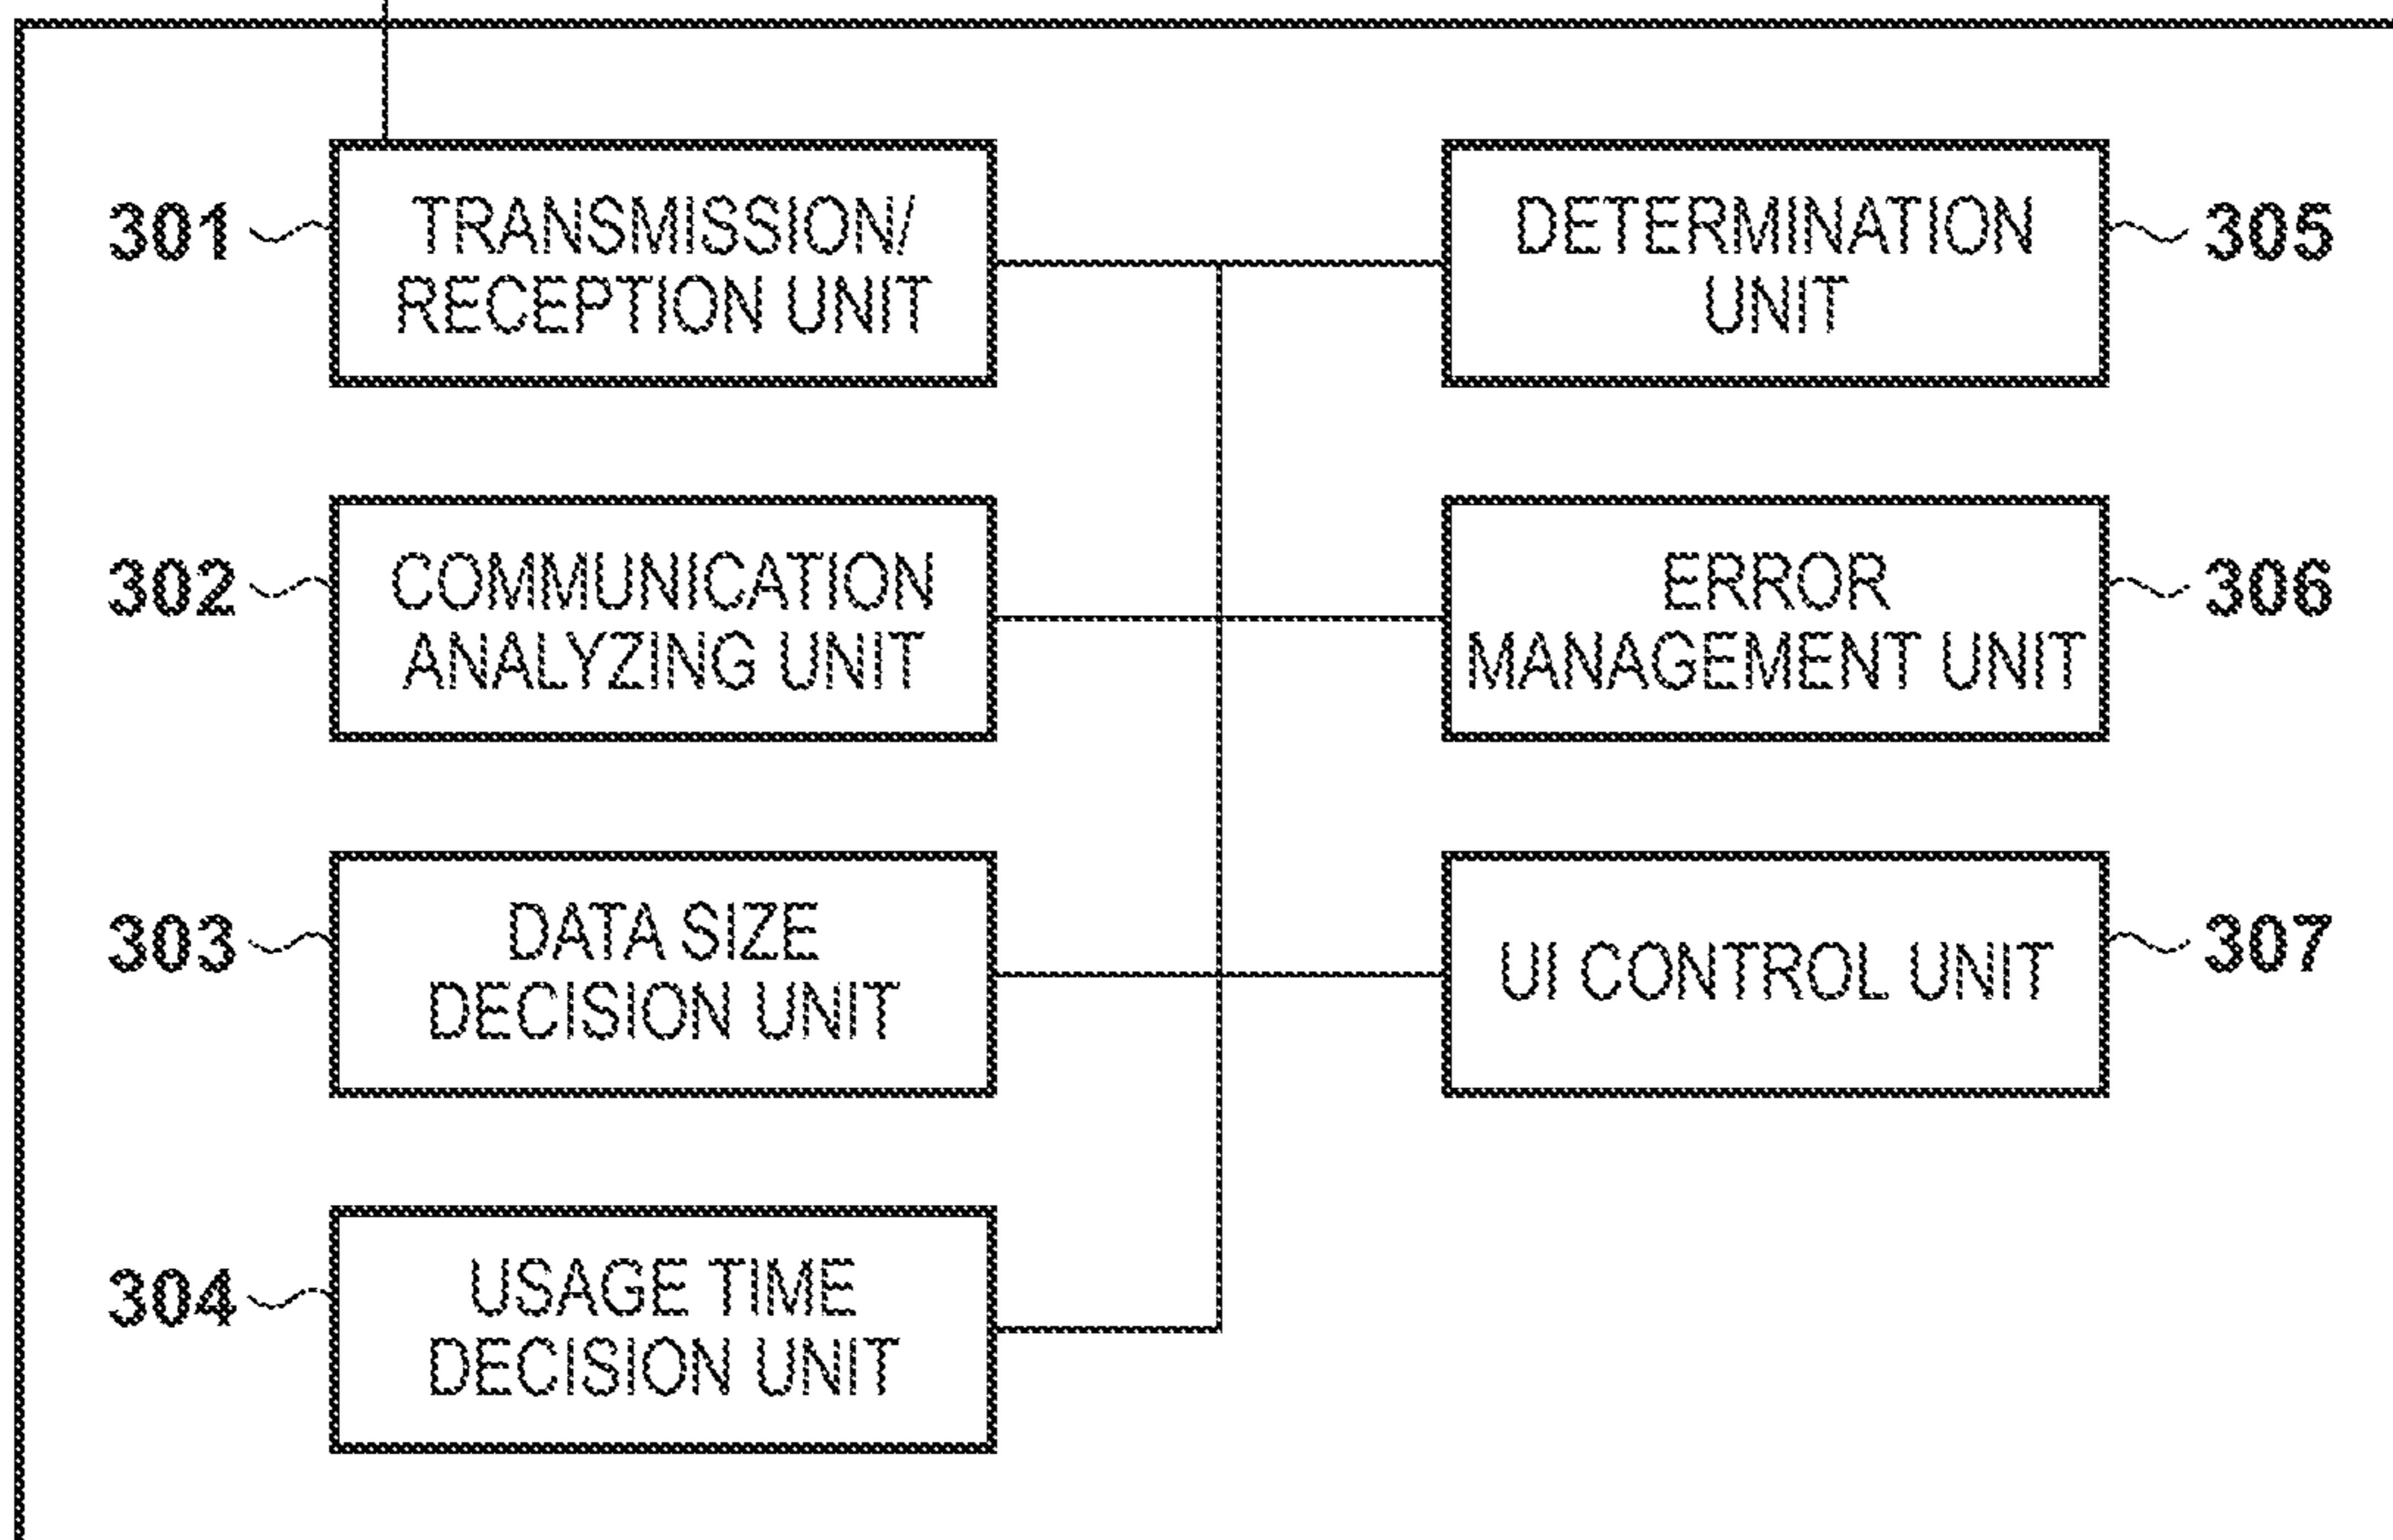 301
TRANSMISSION/
RECEPTION UNIT
302
COMMUNICATION
ANALYZING UNIT
303
DATA SIZE
DECISION UNIT
304
USAGE TIME
DECISION UNIT
DETERMINATION
UNIT
305
ERROR
MANAGEMENT UNIT
306
UI CONTROL UNIT
307